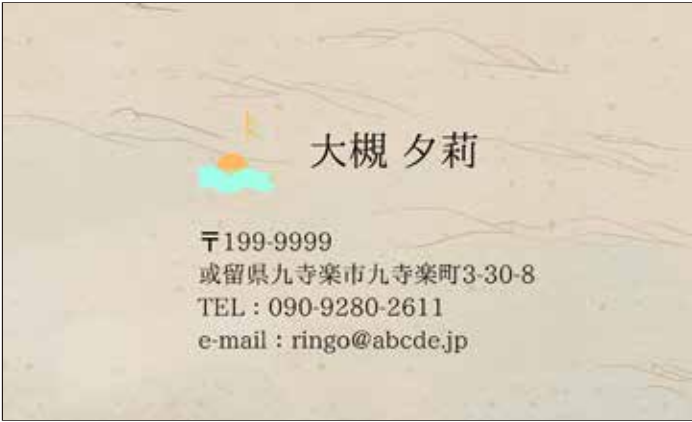 大槻 夕莉
〒199-9999
或留県九寺楽市九寺楽町3-30-8
TEL：090-9280-2611
e-mail：ringo@abcde.jp